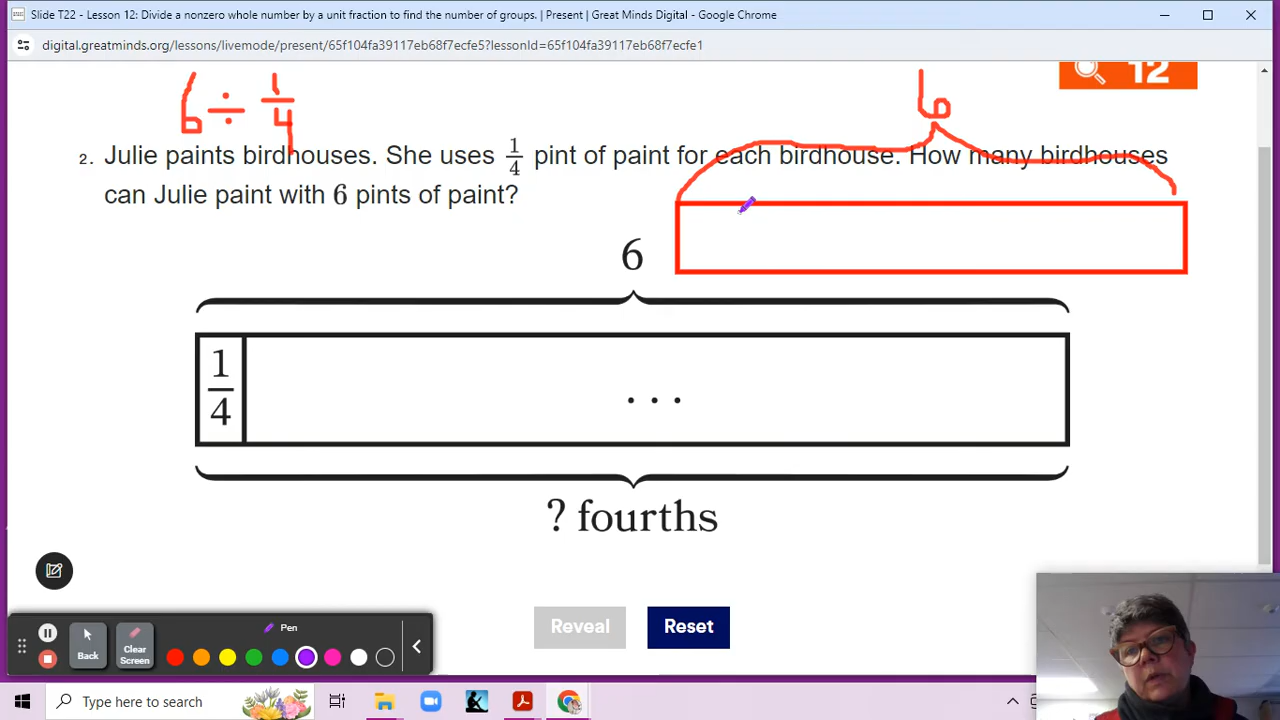 Slide T22 - Lesson 12: Divide a nonzero whole number by a unit fraction to find the number of groups. | Present | Great Minds Digital - Google Chrome
digital.greatminds.org/lessons/livemode/present/65f104fa39117eb68f7ecfe5?lessonId=65f104fa39117eb68f7ecfe1
12
6 ÷ 1/4
6
2. Julie paints birdhouses. She uses 1/4 pint of paint for each birdhouse. How many birdhouses
can Julie paint with 6 pints of paint?
6
1/4
...
? fourths
Reveal
Reset
Pen
Back
Clear
Screen
Type here to search